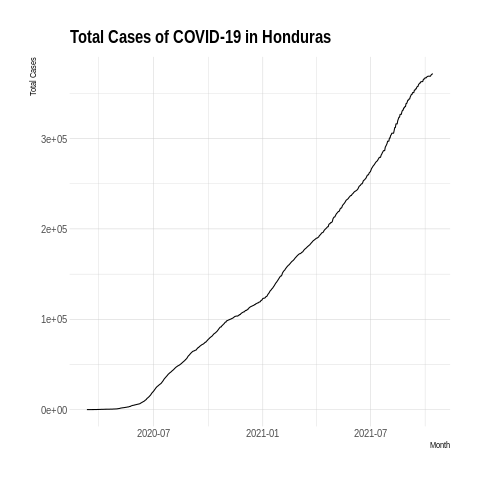 Total Cases of COVID-19 in Honduras
Total Cases
3e+05
2e+05
1e+05
0e+00
2020-07 2021-01 2021-07
Month